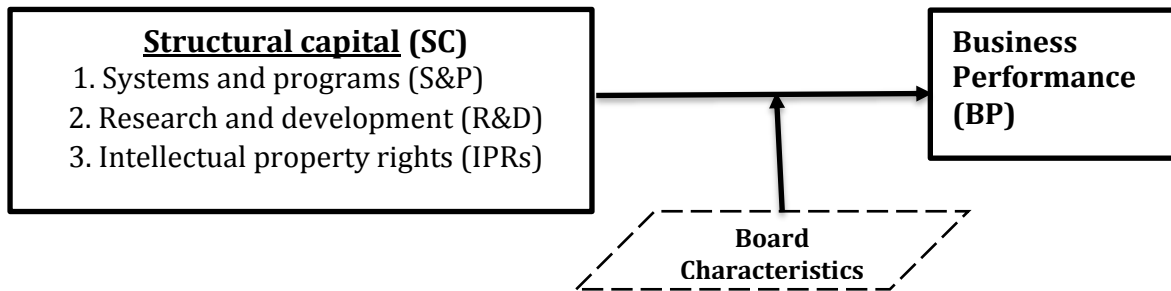 Structural capital (SC)
1. Systems and programs (S&P)
2. Research and development (R&D)
3. Intellectual property rights (IPRs)
Business
Performance
(BP)
Board
Characteristics